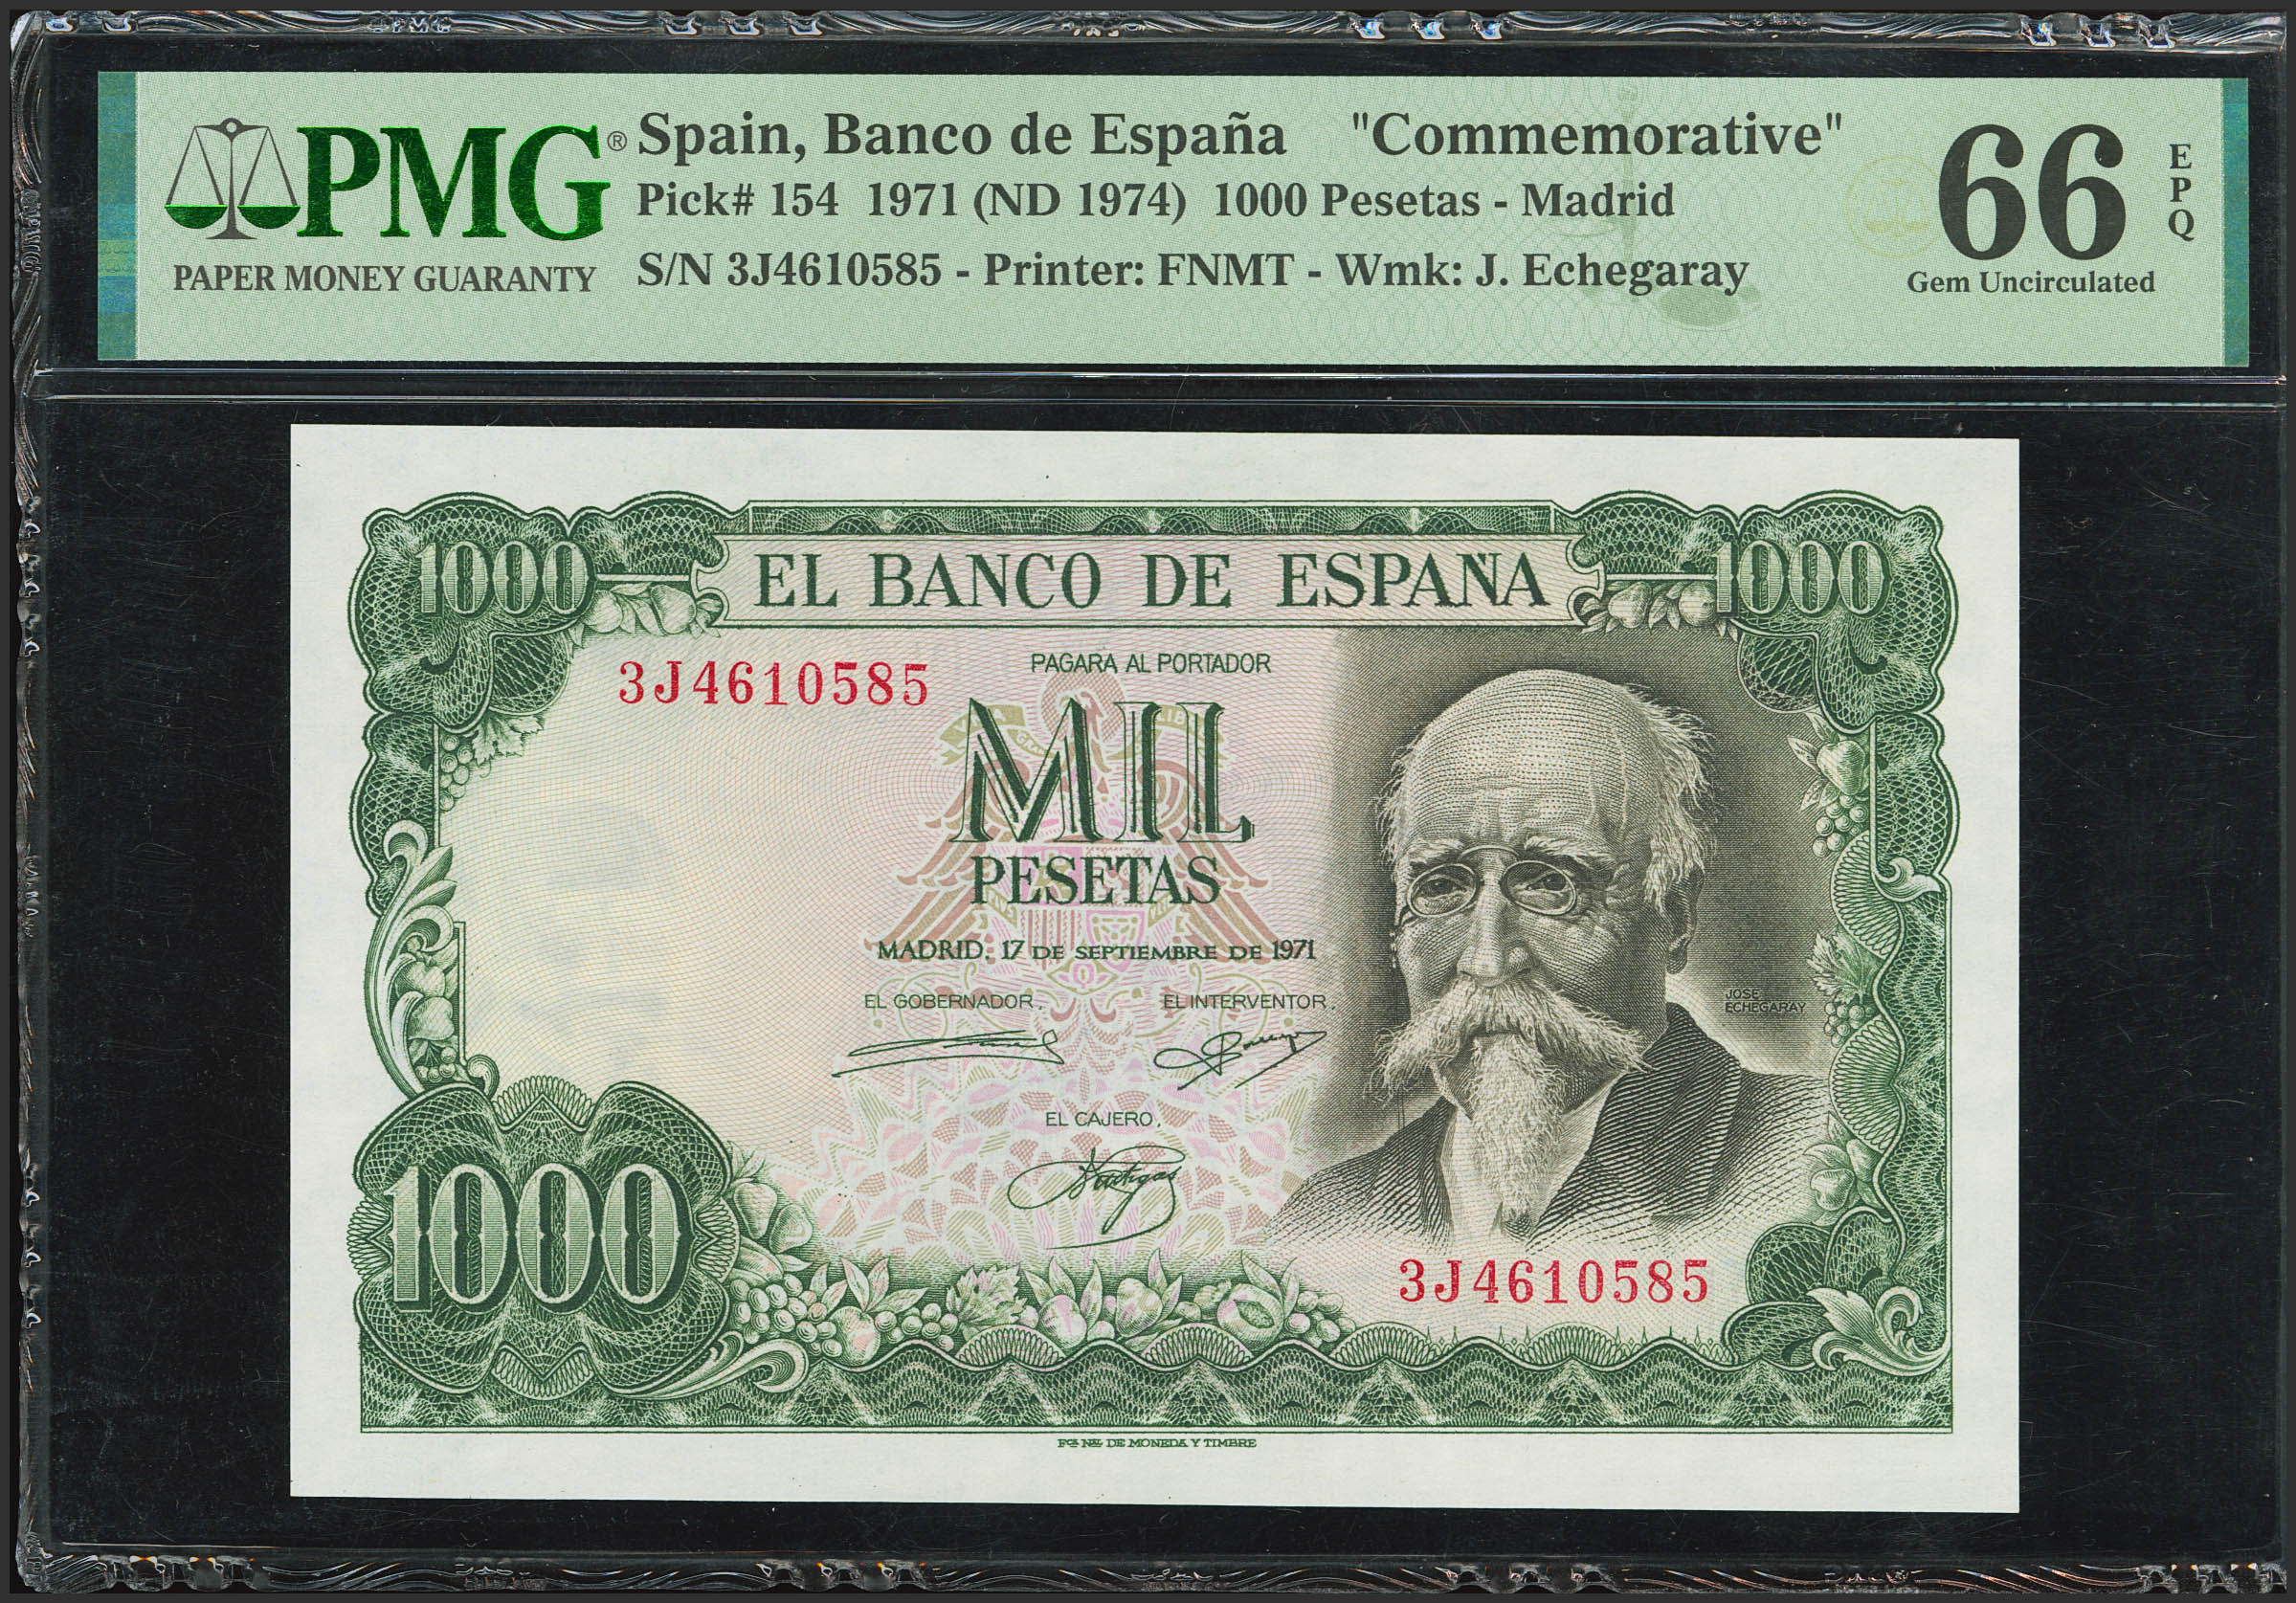 PMG®
PAPER MONEY GUARANTY
Spain, Banco de España "Commemorative"
Pick# 154 1971 (ND 1974) 1000 Pesetas - Madrid
S/N 3J4610585 - Printer: FNMT - Wmk: J. Echegaray
66
EPQ
Gem Uncirculated
1000
EL BANCO DE ESPAÑA
1000
3J4610585
PAGARA AL PORTADOR
MIL
PESETAS
MADRID, 17 DE SEPTIEMBRE DE 1971
EL GOBERNADOR,
EL INTERVENTOR,
JOSE
ECHEGARAY
EL CAJERO,
1000
3J4610585
Fca Nal DE MONEDA Y TIMBRE